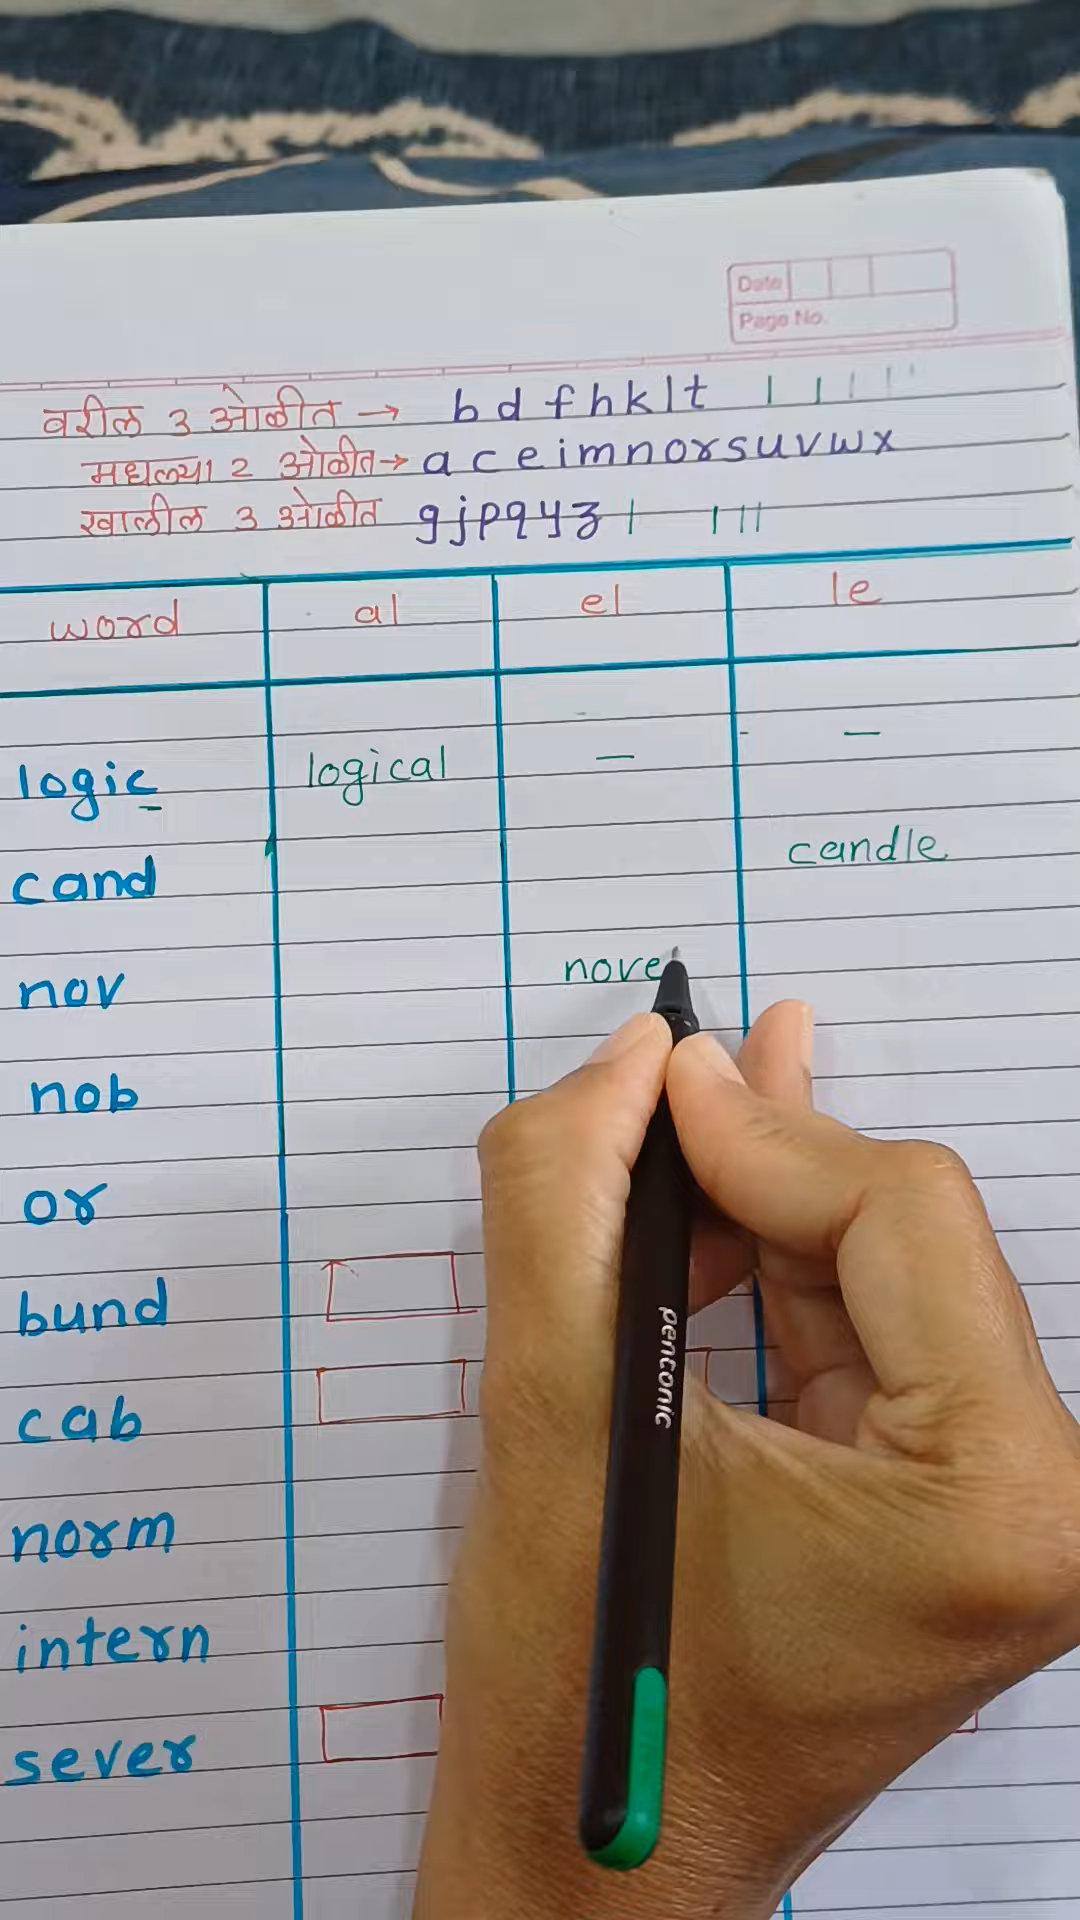 Date
Page No.
वरील 3 ओळीत → b d f h k l t
मधल्या 2 ओळीत → a c e i m n o r s u v w x
खालील 3 ओळीत g j p q y z
word al el le
logic logical — —
cand candle
nov nove
nob
or
bund
cab
norm
intern
sever
pentonic